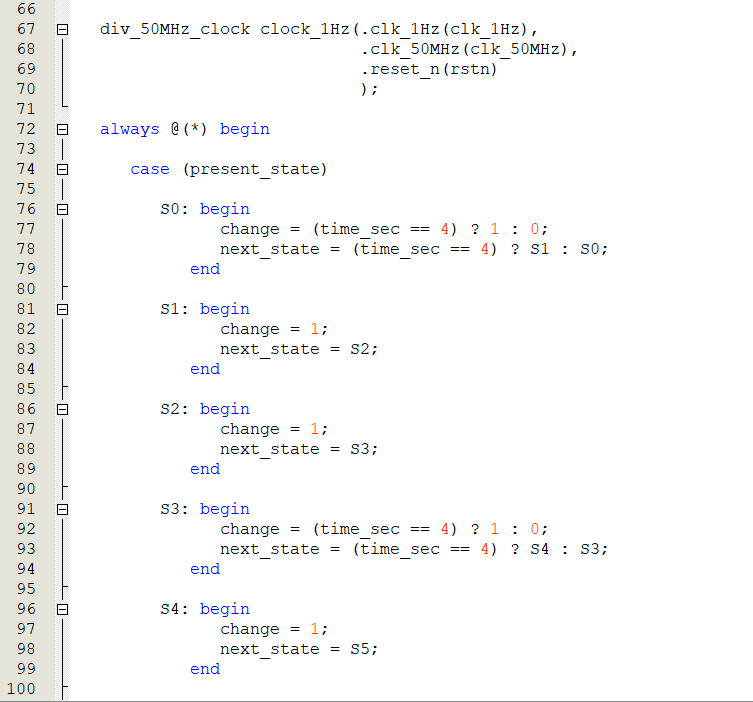 66
67 div_50MHz_clock clock_1Hz(.clk_1Hz(clk_1Hz),
68 .clk_50MHz(clk_50MHz),
69 .reset_n(rstn)
70 );
71
72 always @(*) begin
73
74 case (present_state)
75
76 S0: begin
77 change = (time_sec == 4) ? 1 : 0;
78 next_state = (time_sec == 4) ? S1 : S0;
79 end
80
81 S1: begin
82 change = 1;
83 next_state = S2;
84 end
85
86 S2: begin
87 change = 1;
88 next_state = S3;
89 end
90
91 S3: begin
92 change = (time_sec == 4) ? 1 : 0;
93 next_state = (time_sec == 4) ? S4 : S3;
94 end
95
96 S4: begin
97 change = 1;
98 next_state = S5;
99 end
100